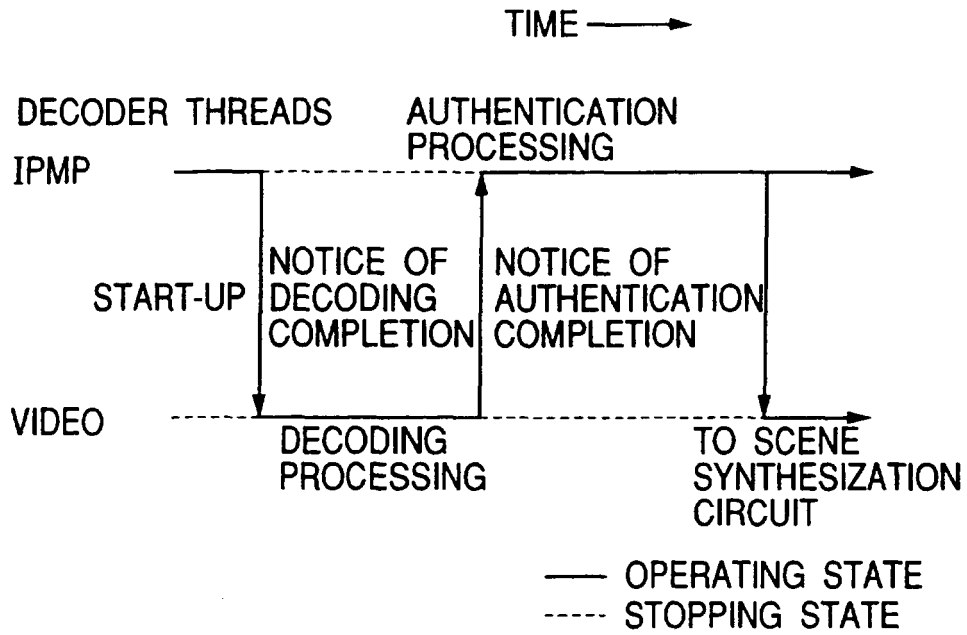 TIME
DECODER THREADS
AUTHENTICATION
PROCESSING
IPMP
START-UP
NOTICE OF
DECODING
COMPLETION
NOTICE OF
AUTHENTICATION
COMPLETION
VIDEO
DECODING
PROCESSING
TO SCENE
SYNTHESIZATION
CIRCUIT
OPERATING STATE
STOPPING STATE